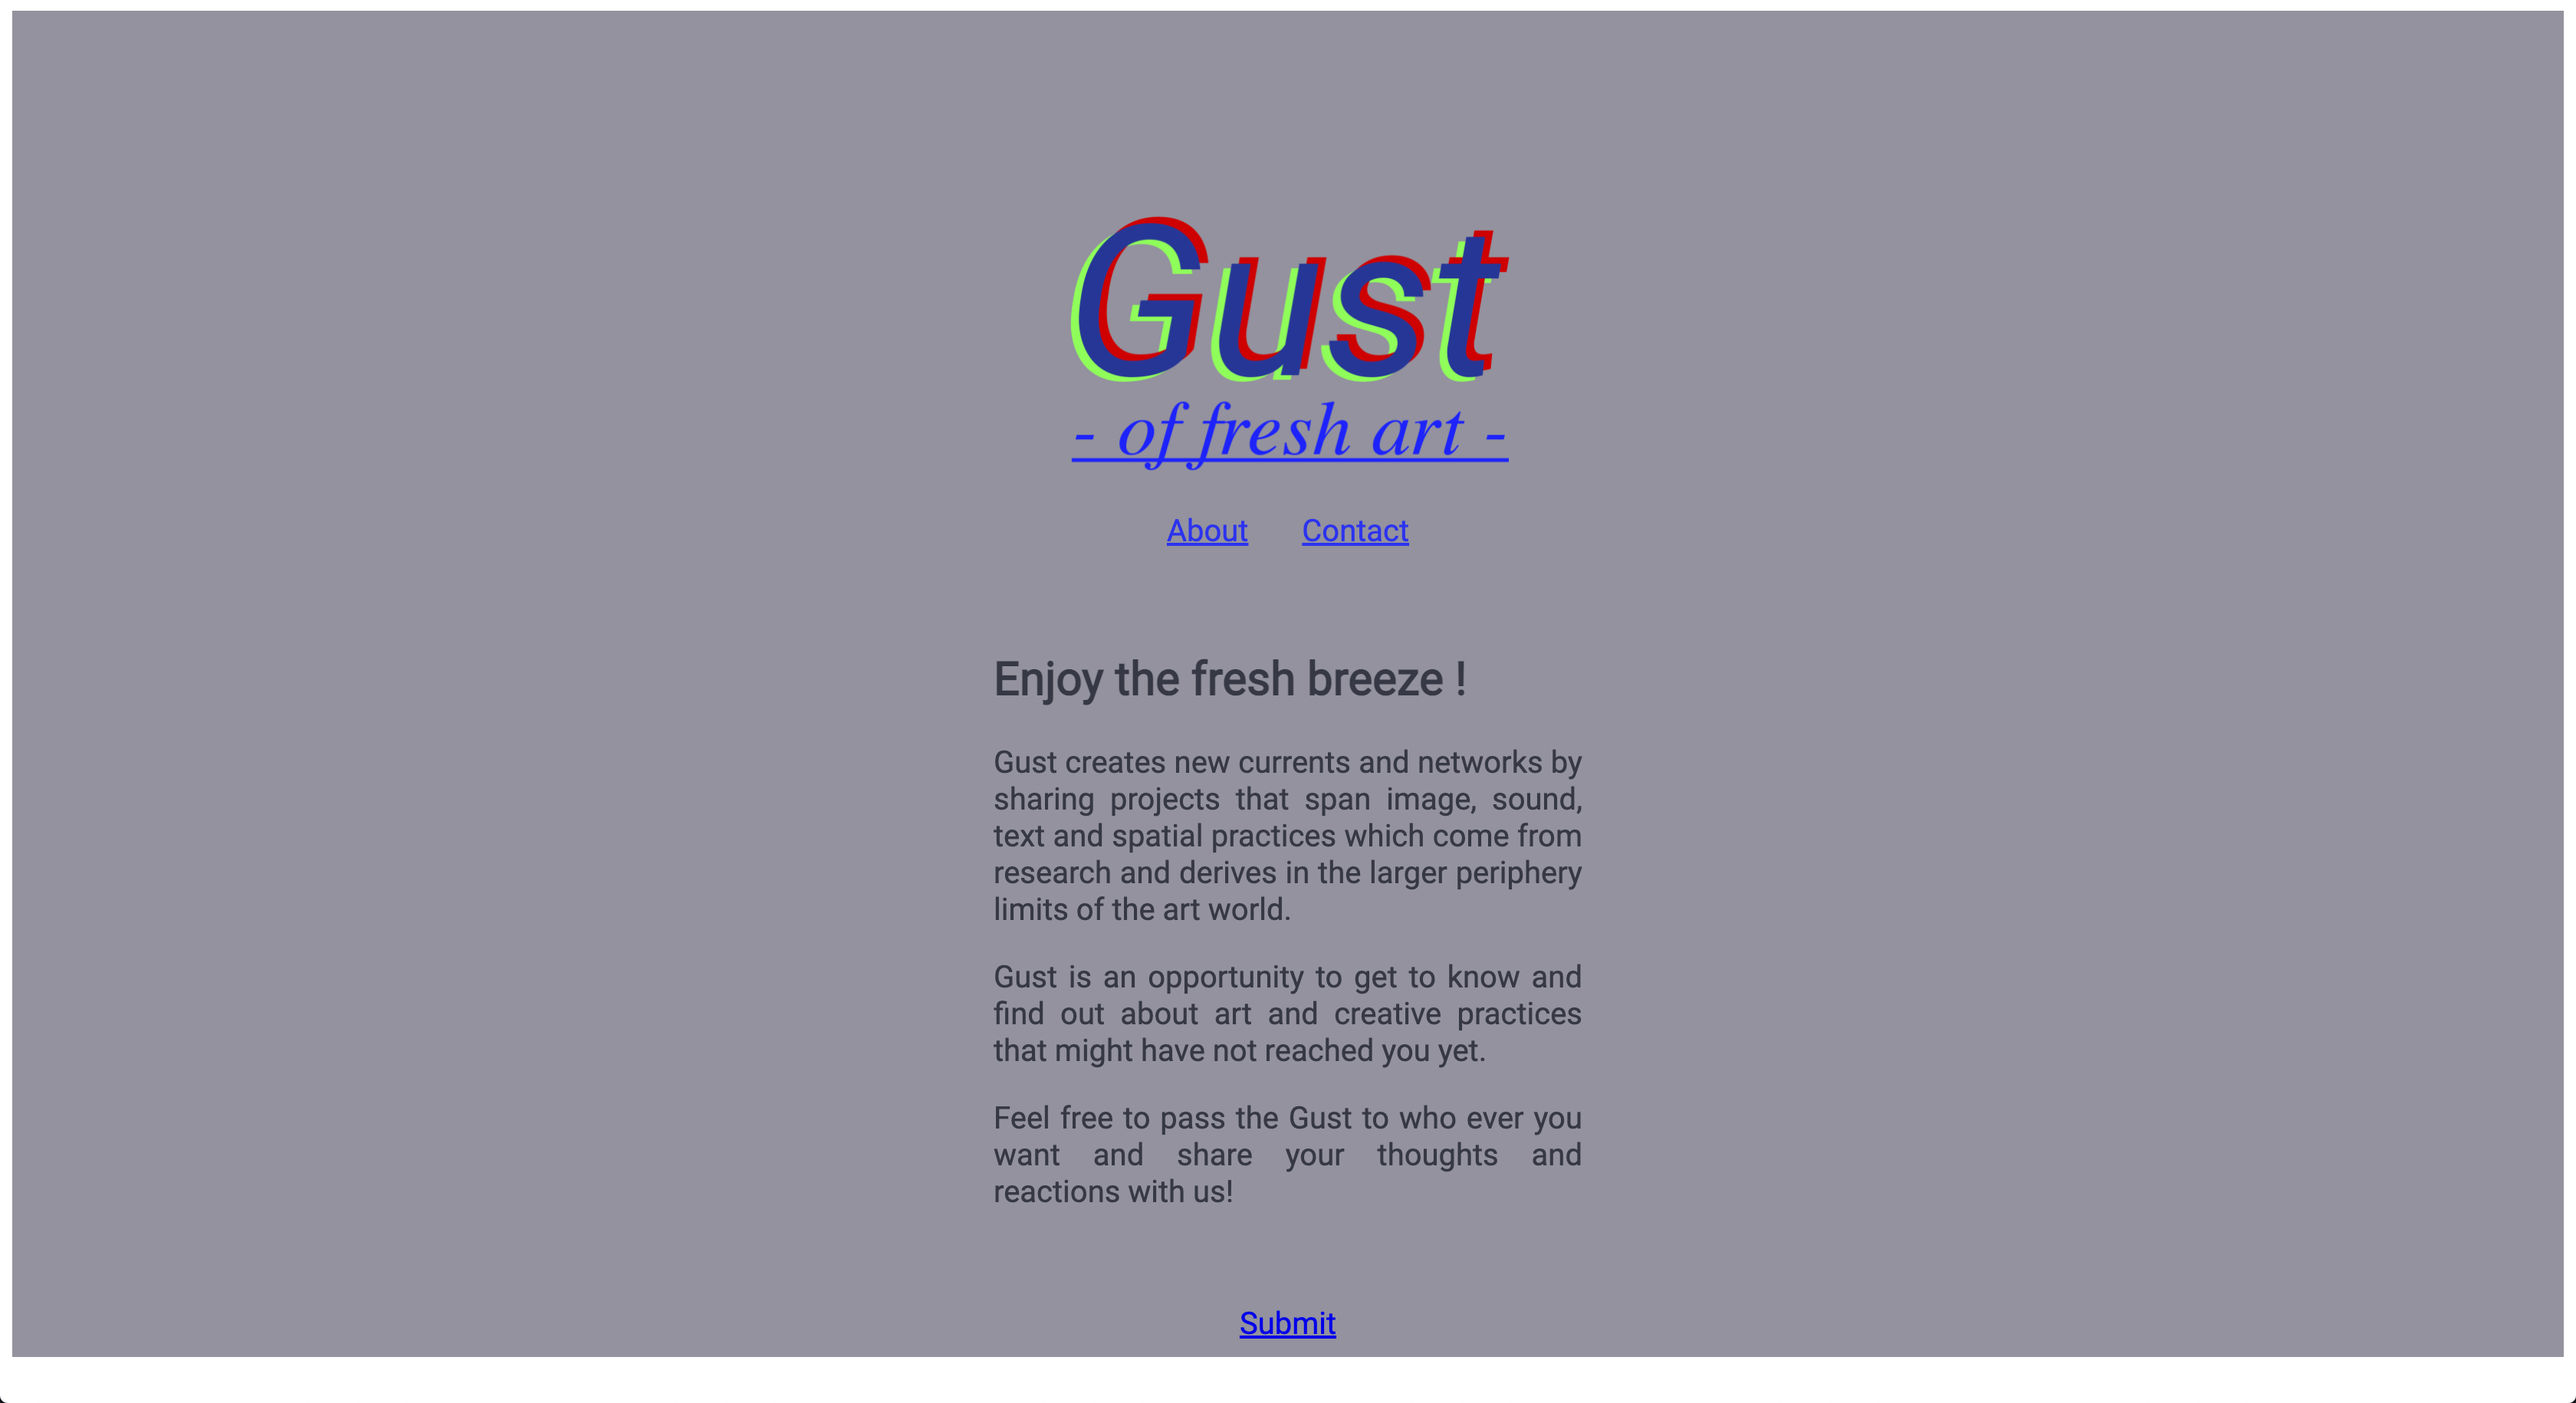 Gust
- of fresh art -
About Contact
Enjoy the fresh breeze !
Gust creates new currents and networks by
sharing projects that span image, sound,
text and spatial practices which come from
research and derives in the larger periphery
limits of the art world.
Gust is an opportunity to get to know and
find out about art and creative practices
that might have not reached you yet.
Feel free to pass the Gust to who ever you
want and share your thoughts and
reactions with us!
Submit